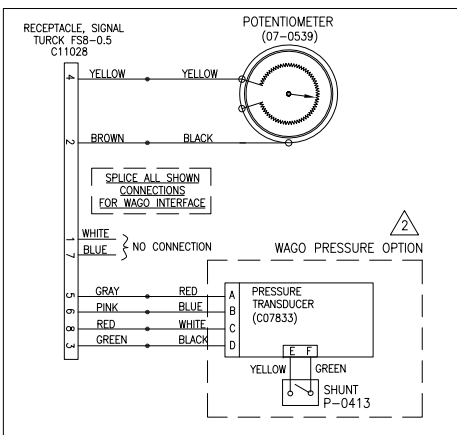 RECEPTACLE, SIGNAL
TURCK FS8-0.5
C11028
POTENTIOMETER
(07-0539)
4 YELLOW YELLOW
2 BROWN BLACK
SPLICE ALL SHOWN
CONNECTIONS
FOR WAGO INTERFACE
2
1 WHITE
7 BLUE
NO CONNECTION
WAGO PRESSURE OPTION
5 GRAY RED A
6 PINK BLUE B
8 RED WHITE C
3 GREEN BLACK D
PRESSURE
TRANSDUCER
(C07833)
E F
YELLOW GREEN
SHUNT
P-0413